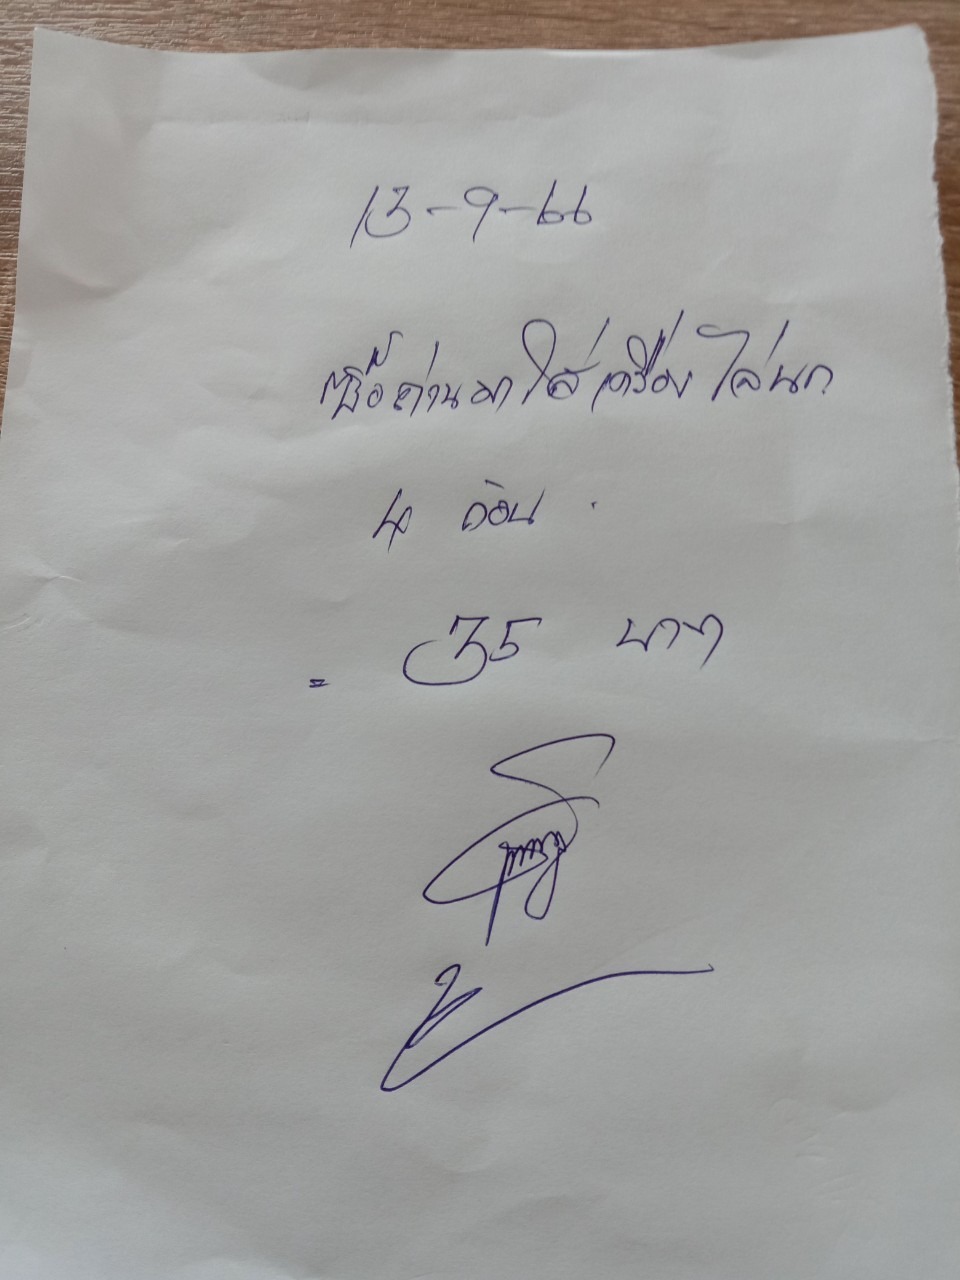 13-9-66
ซื้อถ่านมาใส่เครื่องไล่นก
4 ก้อน
= 35 บาท